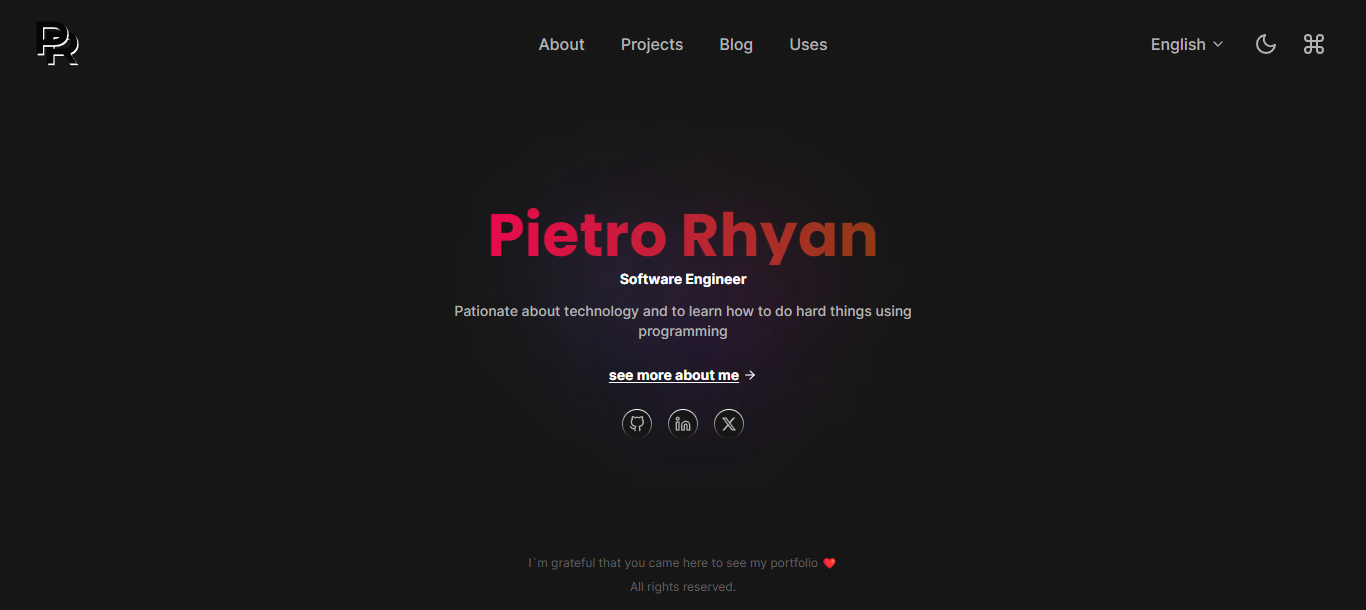 PR
About Projects Blog Uses English
Pietro Rhyan
Software Engineer
Pationate about technology and to learn how to do hard things using
programming
see more about me →
I`m grateful that you came here to see my portfolio ❤️
All rights reserved.